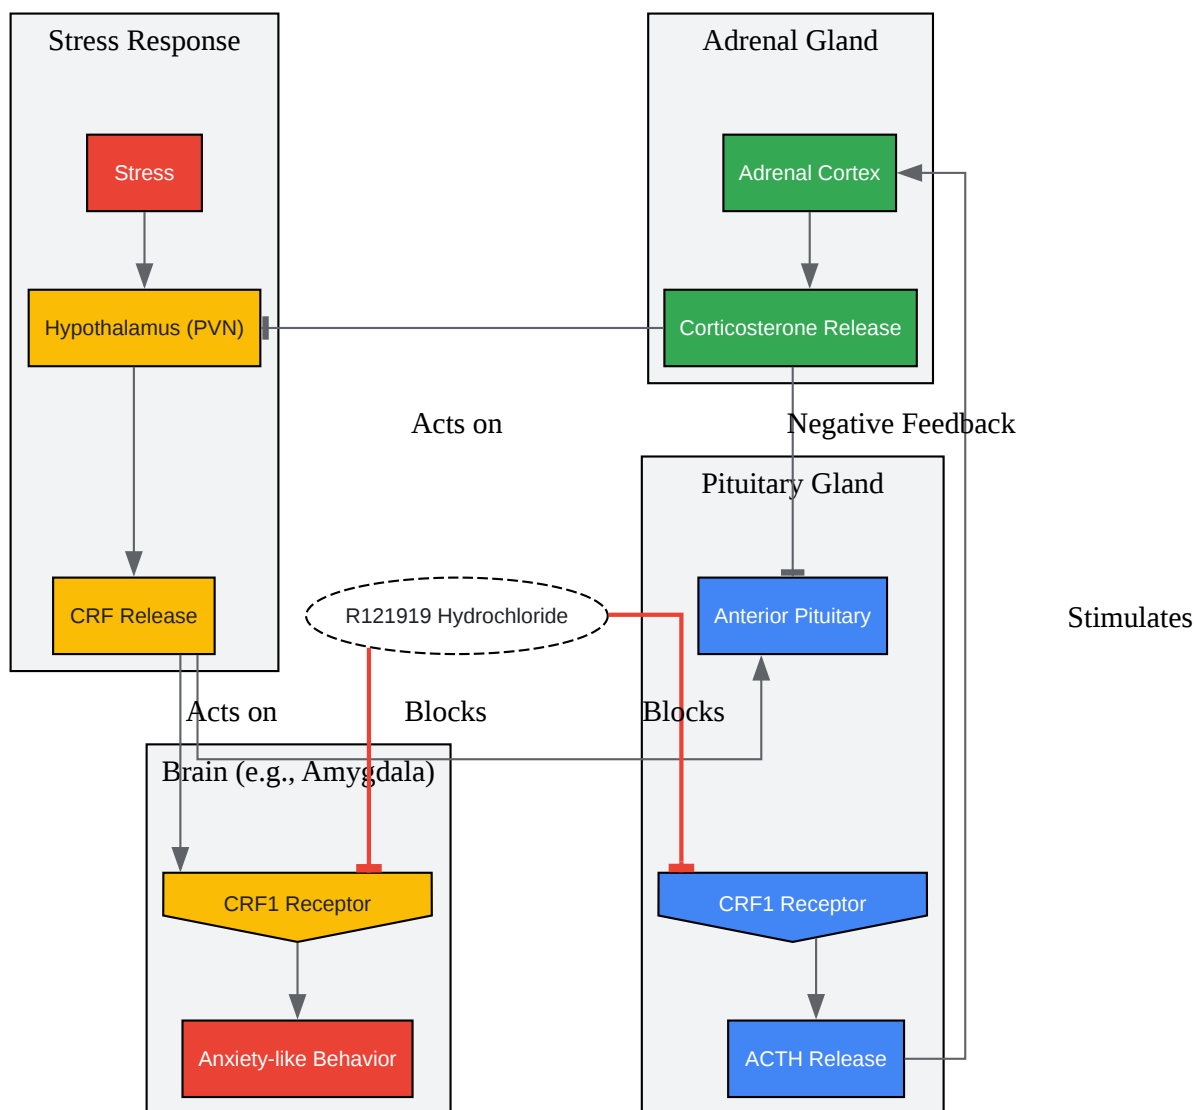 Stress Response
Adrenal Gland
Stress
Adrenal Cortex
Hypothalamus (PVN)
Corticosterone Release
Acts on
Negative Feedback
Pituitary Gland
CRF Release
R121919 Hydrochloride
Anterior Pituitary
Stimulates
Acts on
Blocks
Blocks
Brain (e.g., Amygdala)
CRF1 Receptor
CRF1 Receptor
Anxiety-like Behavior
ACTH Release